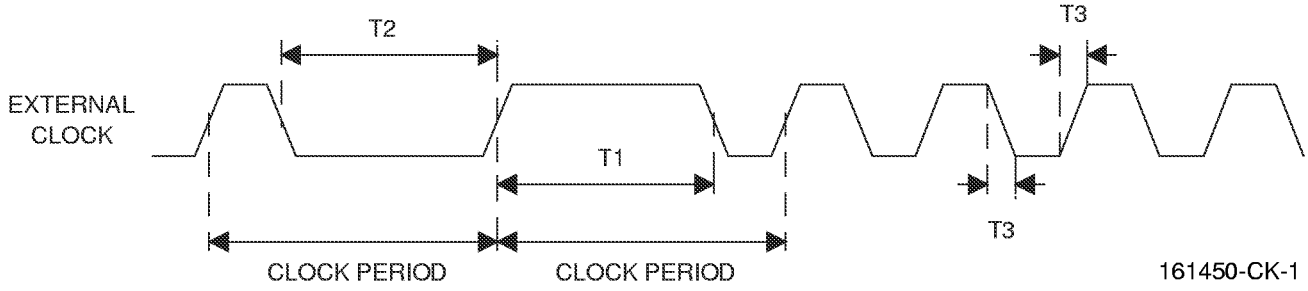 T2
T3
EXTERNAL
CLOCK
T1
T3
CLOCK PERIOD
CLOCK PERIOD
161450-CK-1